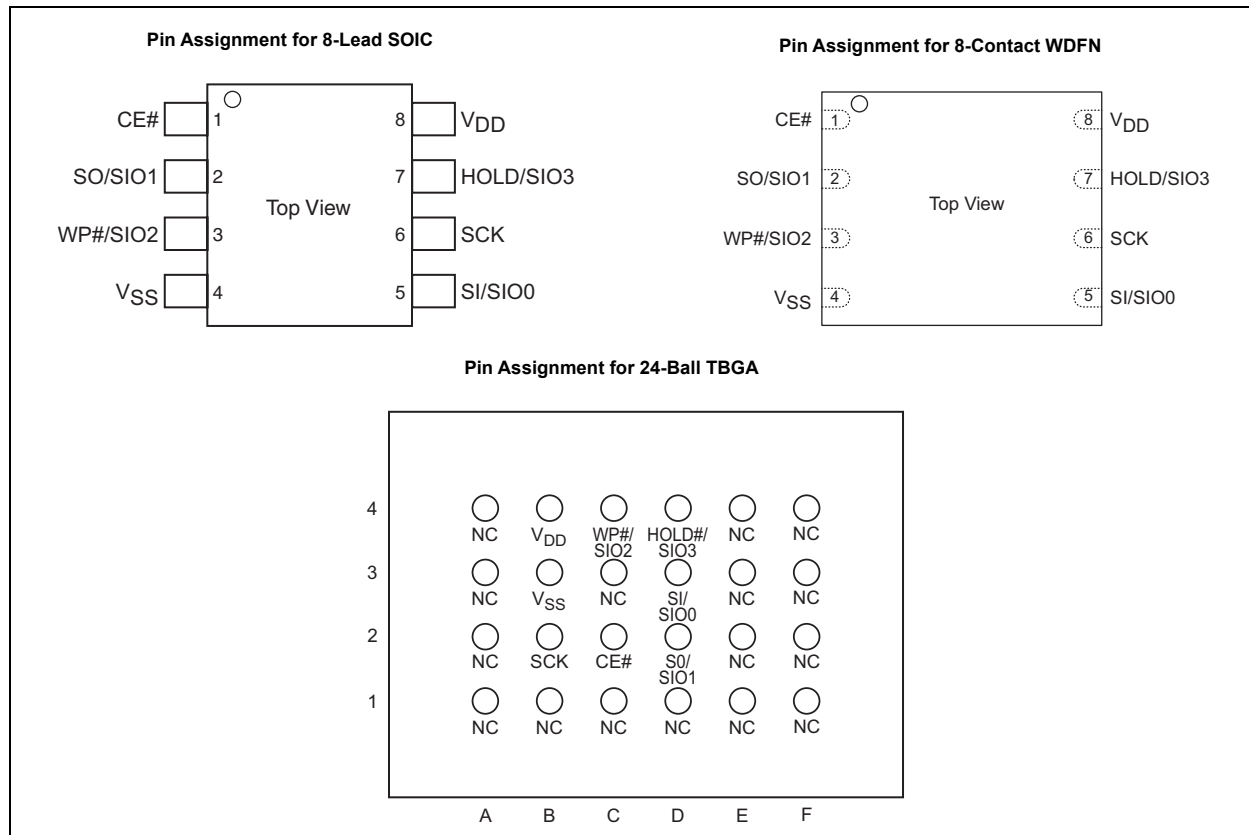 Pin Assignment for 8-Lead SOIC
CE# 1 8 VDD
SO/SIO1 2 7 HOLD/SIO3
Top View
WP#/SIO2 3 6 SCK
VSS 4 5 SI/SIO0
Pin Assignment for 8-Contact WDFN
CE# 1 8 VDD
SO/SIO1 2 7 HOLD/SIO3
Top View
WP#/SIO2 3 6 SCK
VSS 4 5 SI/SIO0
Pin Assignment for 24-Ball TBGA
4
NC VDD WP#/ HOLD#/ NC NC
SIO2 SIO3
3
NC VSS NC SI/ NC NC
SIO0
2
NC SCK CE# S0/ NC NC
SIO1
1
NC NC NC NC NC NC
A B C D E F